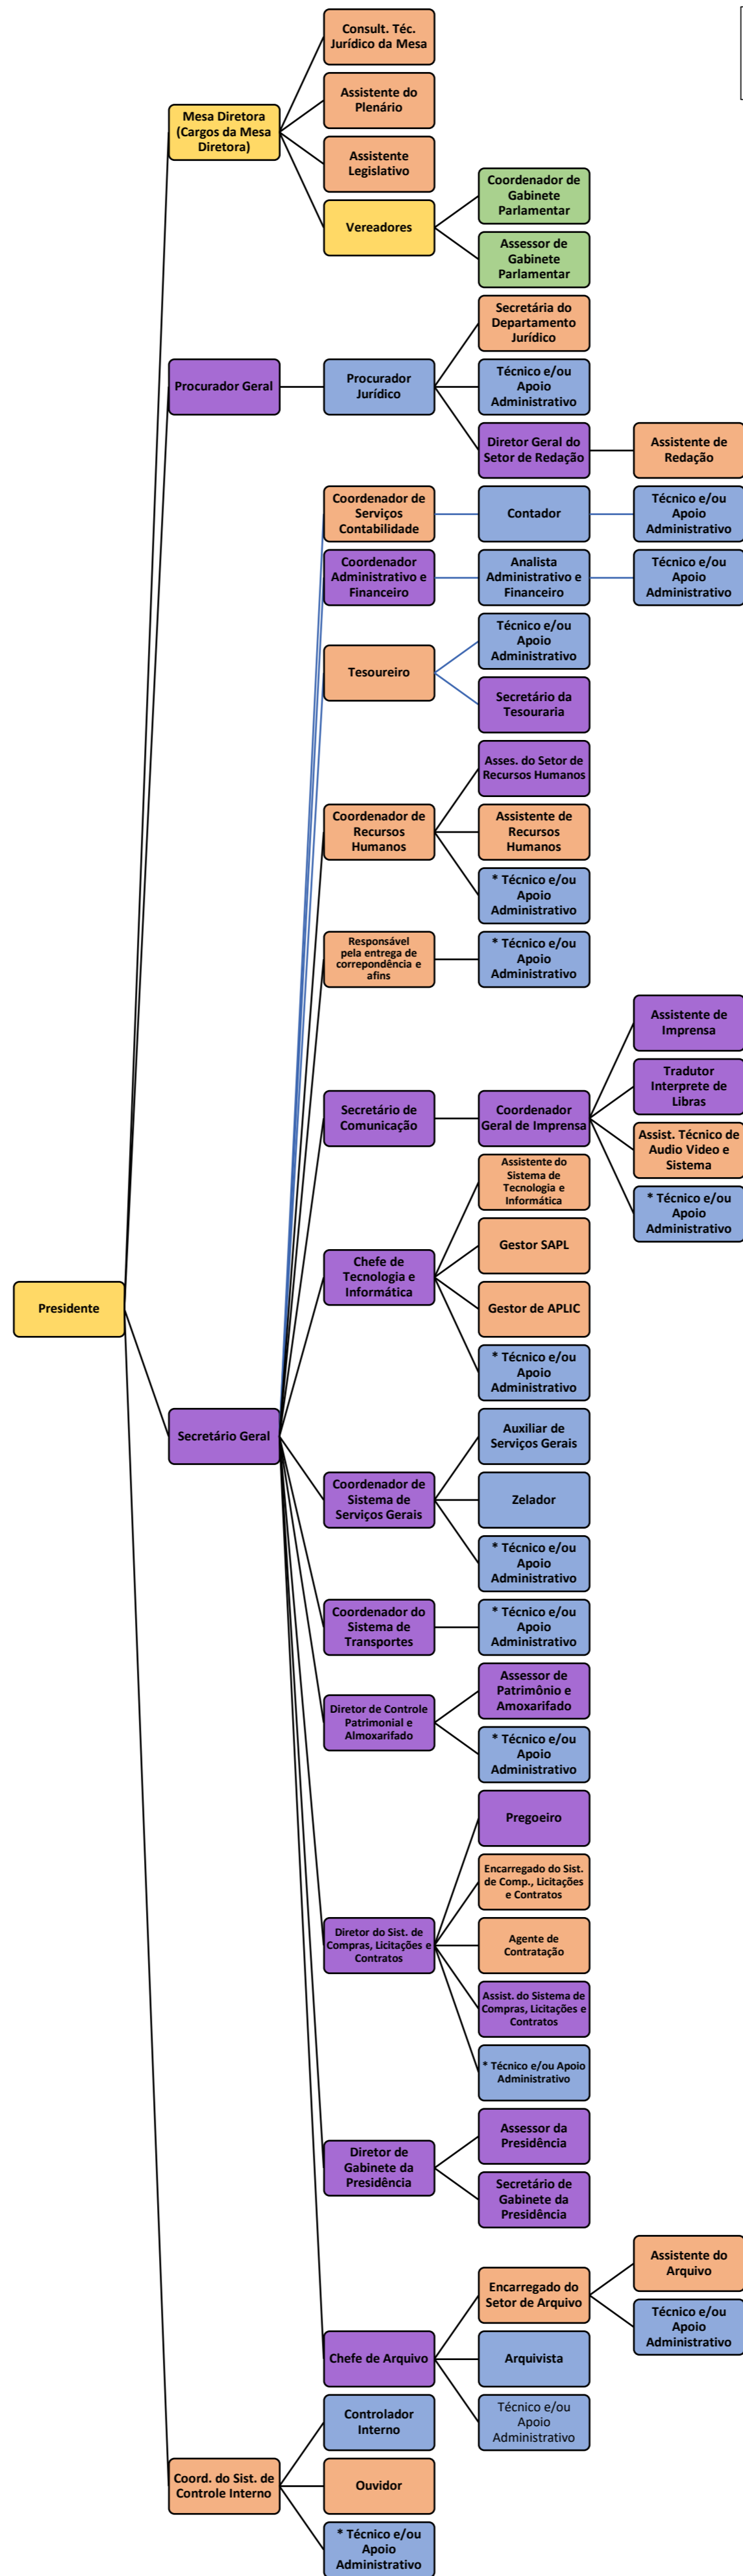 Consult. Téc.
Jurídico da Mesa
Assistente do
Plenário
Mesa Diretora
(Cargos da Mesa
Diretora)
Assistente
Legislativo
Vereadores
Coordenador de
Gabinete
Parlamentar
Assessor de
Gabinete
Parlamentar
Secretária do
Departamento
Jurídico
Procurador Geral
Procurador
Jurídico
Técnico e/ou
Apoio
Administrativo
Diretor Geral do
Setor de Redação
Assistente de
Redação
Coordenador de
Serviços
Contabilidade
Contador
Técnico e/ou
Apoio
Administrativo
Coordenador
Administrativo e
Financeiro
Analista
Administrativo e
Financeiro
Técnico e/ou
Apoio
Administrativo
Tesoureiro
Técnico e/ou
Apoio
Administrativo
Secretário da
Tesouraria
Asses. do Setor de
Recursos Humanos
Coordenador de
Recursos
Humanos
Assistente de
Recursos
Humanos
* Técnico e/ou
Apoio
Administrativo
Responsável
pela entrega de
correpondência e
afins
* Técnico e/ou
Apoio
Administrativo
Assistente de
Imprensa
Tradutor
Interprete de
Libras
Secretário de
Comunicação
Coordenador
Geral de Imprensa
Assist. Técnico de
Audio Video e
Sistema
* Técnico e/ou
Apoio
Administrativo
Assistente do
Sistema de
Tecnologia e
Informática
Gestor SAPL
Chefe de
Tecnologia e
Informática
Gestor de APLIC
* Técnico e/ou
Apoio
Administrativo
Presidente
Secretário Geral
Auxiliar de
Serviços Gerais
Coordenador de
Sistema de
Serviços Gerais
Zelador
* Técnico e/ou
Apoio
Administrativo
Coordenador do
Sistema de
Transportes
* Técnico e/ou
Apoio
Administrativo
Assessor de
Patrimônio e
Amoxarifado
Diretor de Controle
Patrimonial e
Almoxarifado
* Técnico e/ou
Apoio
Administrativo
Pregoeiro
Encarregado do Sist.
de Comp., Licitações
e Contratos
Diretor do Sist. de
Compras, Licitações e
Contratos
Agente de
Contratação
Assist. do Sistema de
Compras, Licitações e
Contratos
* Técnico e/ou Apoio
Administrativo
Assessor da
Presidência
Diretor de
Gabinete da
Presidência
Secretário de
Gabinete da
Presidência
Assistente do
Arquivo
Encarregado do
Setor de Arquivo
Técnico e/ou
Apoio
Administrativo
Chefe de Arquivo
Arquivista
Técnico e/ou
Apoio
Administrativo
Controlador
Interno
Coord. do Sist. de
Controle Interno
Ouvidor
* Técnico e/ou
Apoio
Administrativo